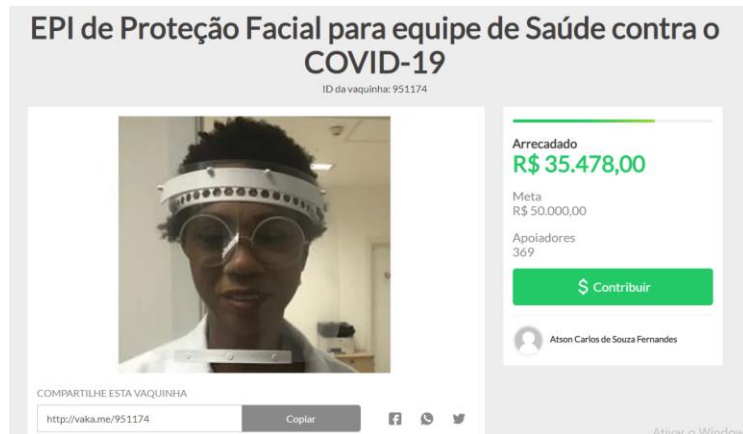 EPI de Proteção Facial para equipe de Saúde contra o
COVID-19
ID da vaquinha: 951174
Arrecadado
R$ 35.478,00
Meta
R$ 50.000,00
Apoiadores
369
$ Contribuir
Atson Carlos de Souza Fernandes
COMPARTILHE ESTA VAQUINHA
http://vaka.me/951174
Copiar
Ativar o Window